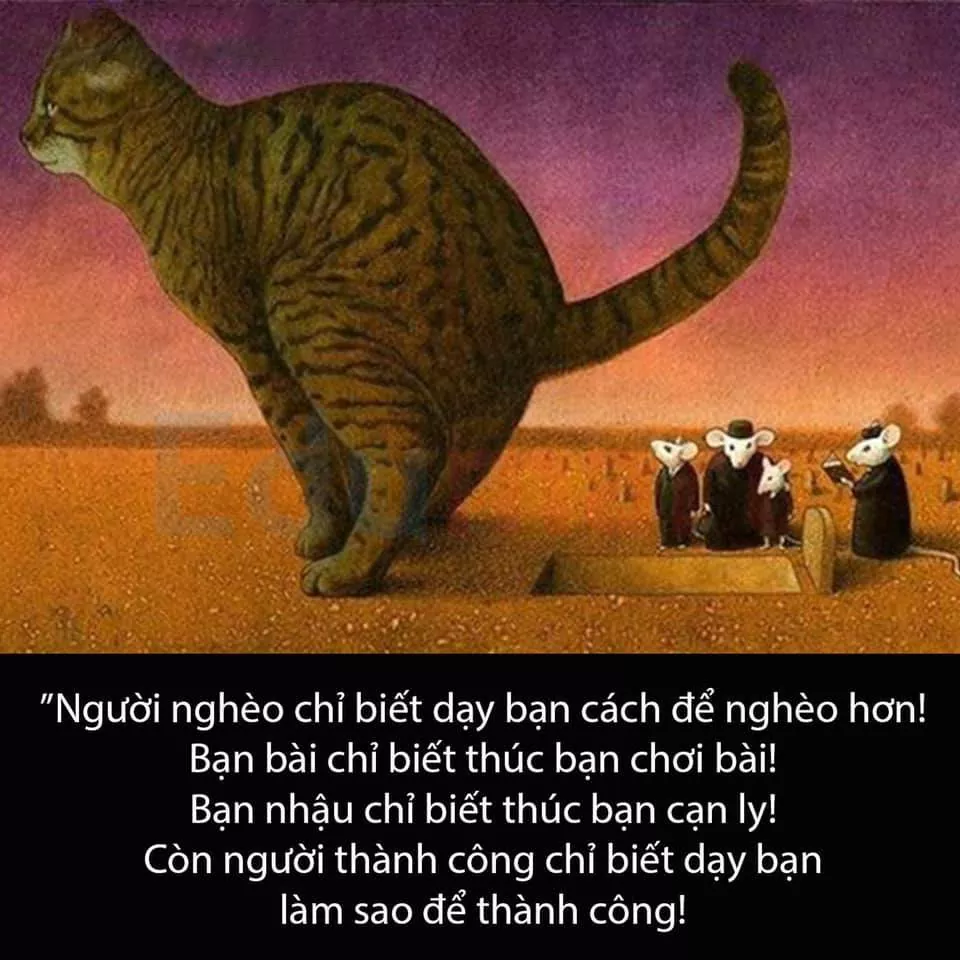 ”Người nghèo chỉ biết dạy bạn cách để nghèo hơn!
Bạn bài chỉ biết thúc bạn chơi bài!
Bạn nhậu chỉ biết thúc bạn cạn ly!
Còn người thành công chỉ biết dạy bạn
làm sao để thành công!